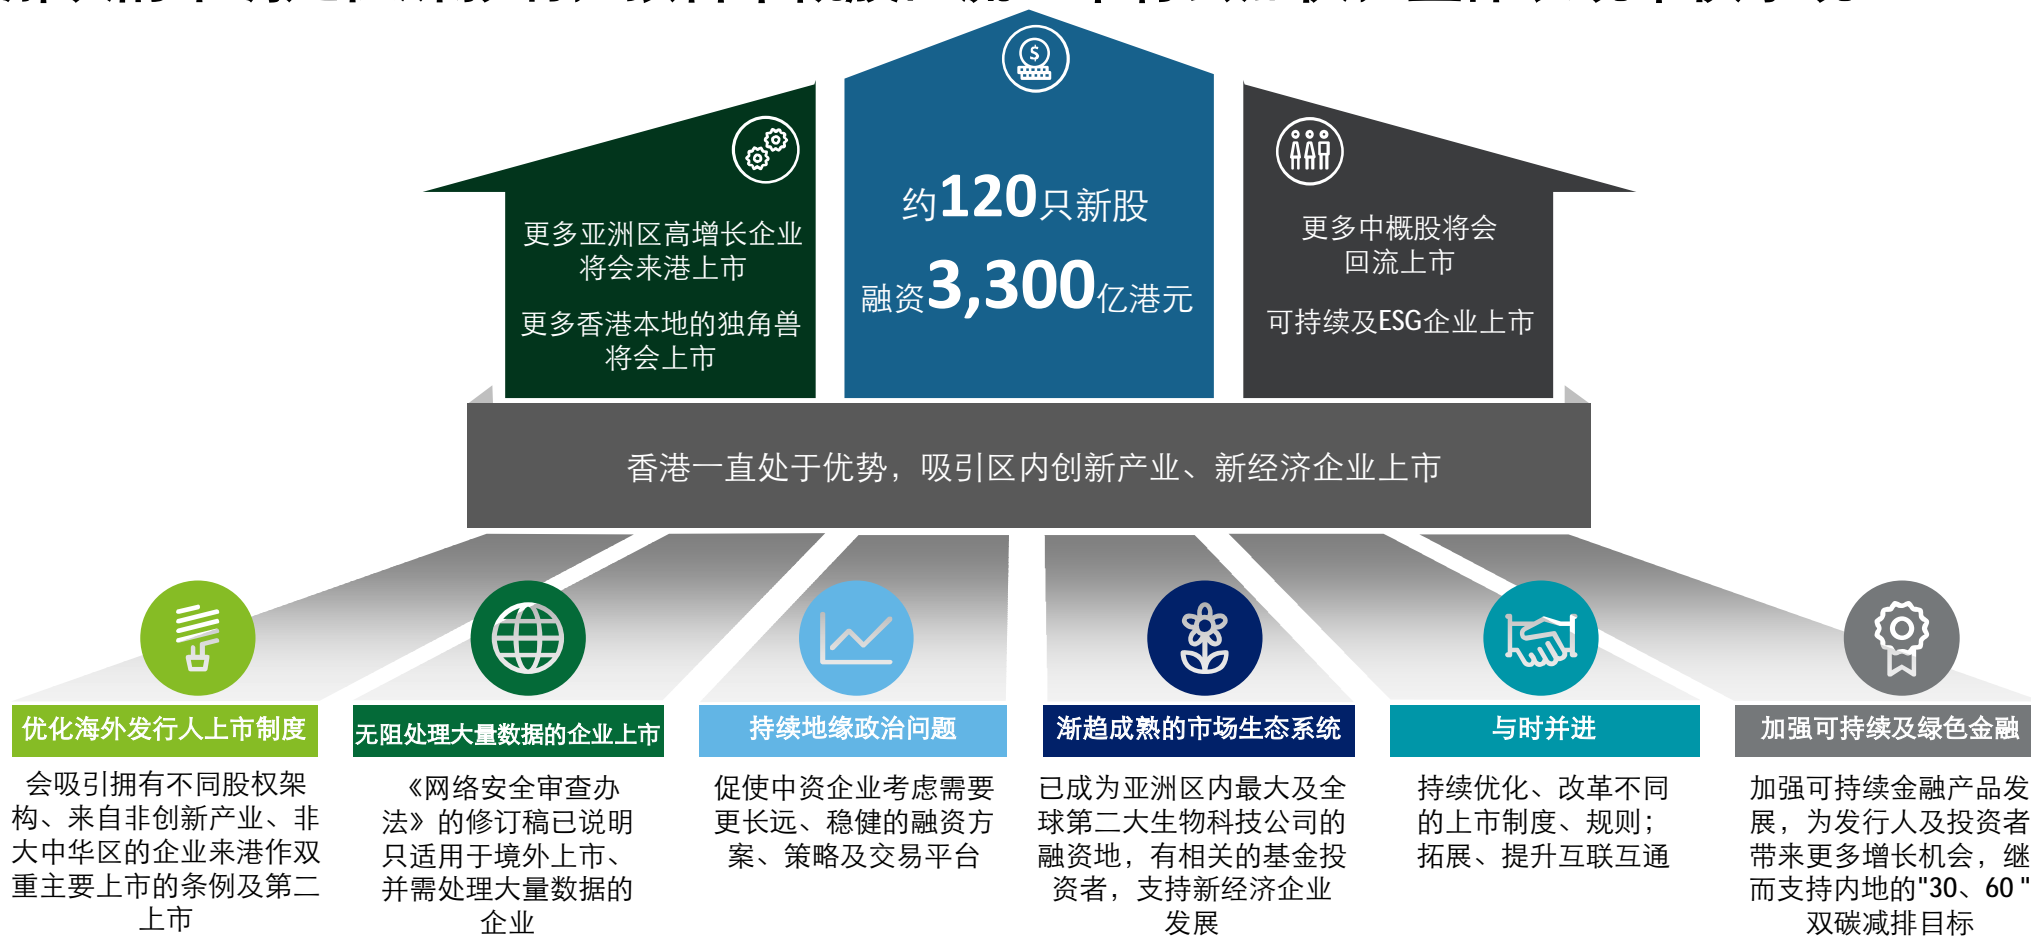 更多亚洲区高增长企业
将会来港上市
更多香港本地的独角兽
将会上市
约120只新股
融资3,300亿港元
更多中概股将会
回流上市
可持续及ESG企业上市
香港一直处于优势，吸引区内创新产业、新经济企业上市
优化海外发行人上市制度
会吸引拥有不同股权架
构、来自非创新产业、非
大中华区的企业来港作双
重主要上市的条例及第二
上市
无阻处理大量数据的企业上市
《网络安全审查办
法》的修订稿已说明
只适用于境外上市、
并需处理大量数据的
企业
持续地缘政治问题
促使中资企业考虑需要
更长远、稳健的融资方
案、策略及交易平台
渐趋成熟的市场生态系统
已成为亚洲区内最大及全
球第二大生物科技公司的
融资地，有相关的基金投
资者，支持新经济企业
发展
与时并进
持续优化、改革不同
的上市制度、规则；
拓展、提升互联互通
加强可持续及绿色金融
加强可持续金融产品发
展，为发行人及投资者
带来更多增长机会，继
而支持内地的"30、60 "
双碳减排目标